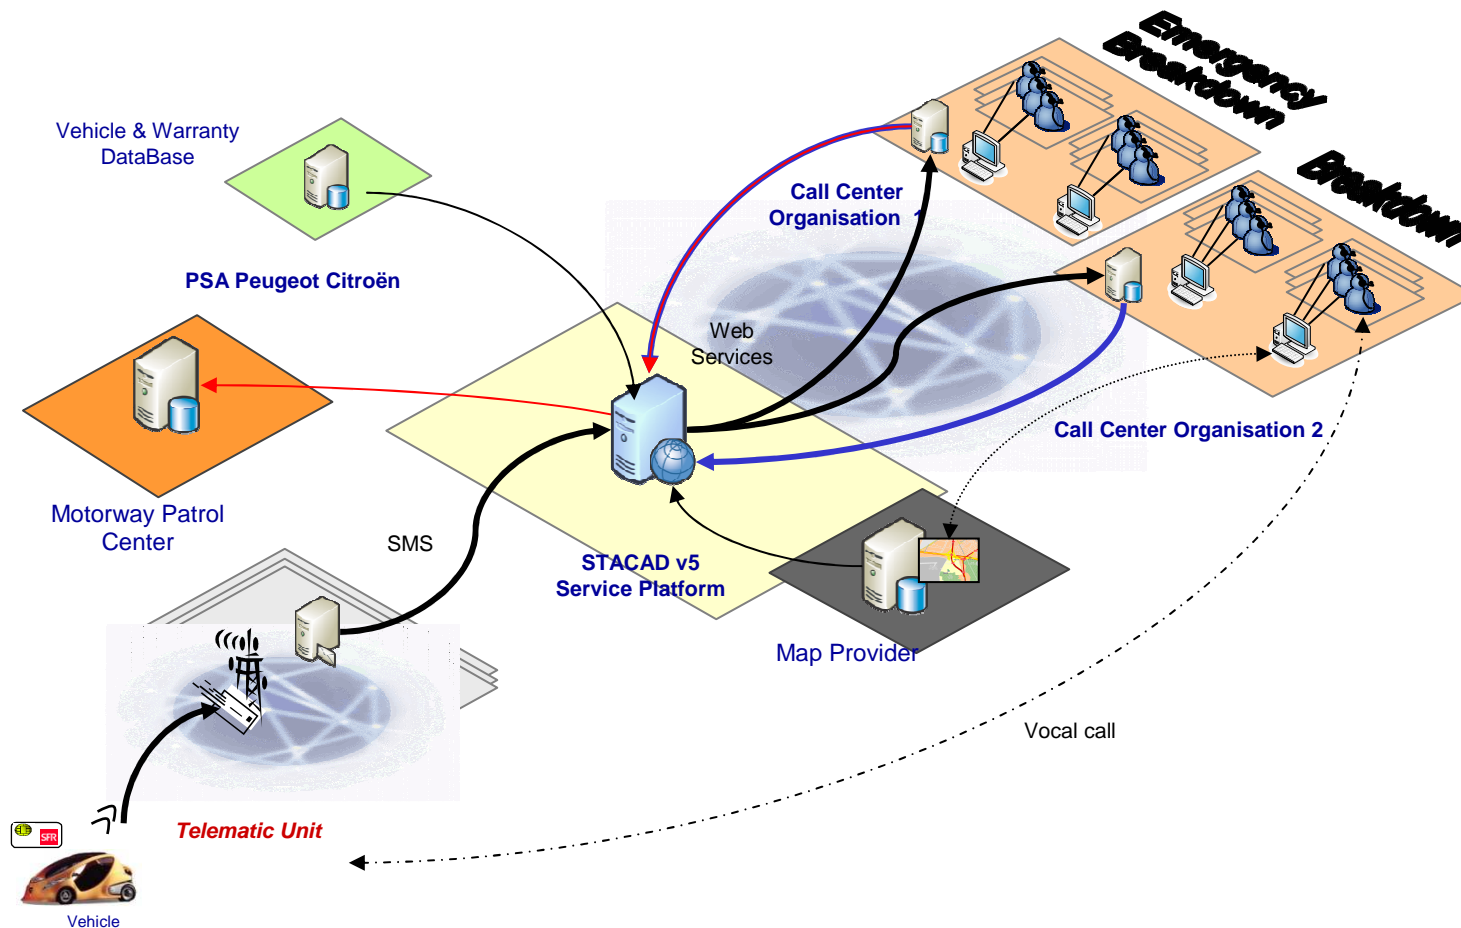 Emergency
Breakdown
Breakdown
Vehicle & Warranty
DataBase
Call Center
Organisation 1
PSA Peugeot Citroën
Web
Services
Call Center Organisation 2
Motorway Patrol
Center
SMS
STACAD v5
Service Platform
Map Provider
Vocal call
Telematic Unit
SFR
Vehicle